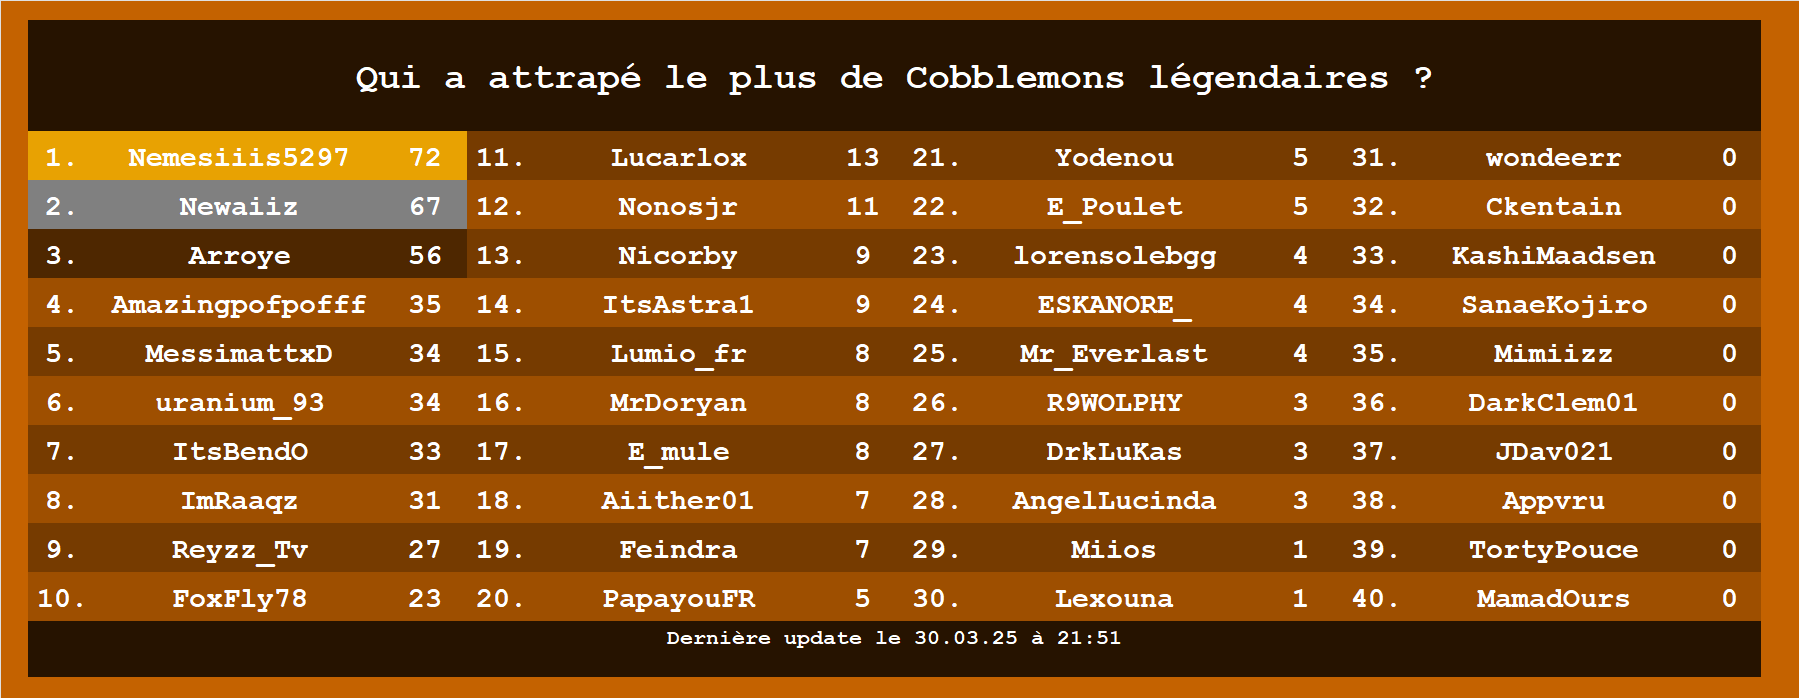 Qui a attrapé le plus de Cobblemons légendaires ?
1. Nemesiiis5297 72
2. Newaiiz 67
3. Arroye 56
4. Amazingpofpofff 35
5. MessimattxD 34
6. uranium_93 34
7. ItsBendO 33
8. ImRaaqz 31
9. Reyzz_Tv 27
10. FoxFly78 23
11. Lucarlox 13
12. Nonosjr 11
13. Nicorby 9
14. ItsAstra1 9
15. Lumio_fr 8
16. MrDoryan 8
17. E_mule 8
18. Aiither01 7
19. Feindra 7
20. PapayouFR 5
21. Yodenou 5
22. E_Poulet 5
23. lorensolebgg 4
24. ESKANORE_ 4
25. Mr_Everlast 4
26. R9WOLPHY 3
27. DrkLuKas 3
28. AngelLucinda 3
29. Miios 1
30. Lexouna 1
31. wondeerr 0
32. Ckentain 0
33. KashiMaadsen 0
34. SanaeKojiro 0
35. Mimiizz 0
36. DarkClem01 0
37. JDav021 0
38. Appvru 0
39. TortyPouce 0
40. MamadOurs 0
Dernière update le 30.03.25 à 21:51